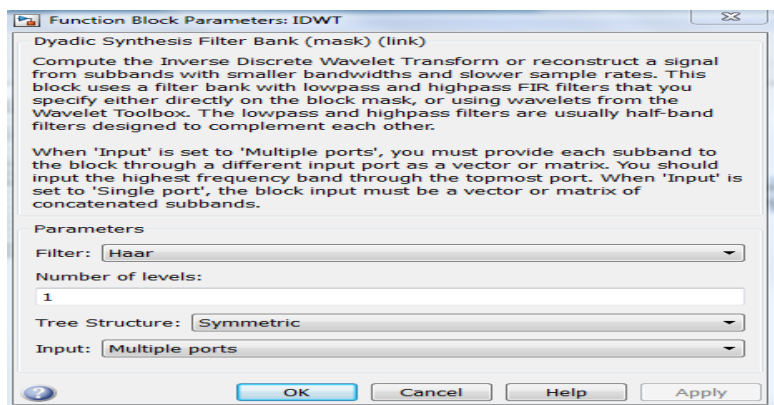 Function Block Parameters: IDWT
Dyadic Synthesis Filter Bank (mask) (link)
Compute the Inverse Discrete Wavelet Transform or reconstruct a signal
from subbands with smaller bandwidths and slower sample rates. This
block uses a filter bank with lowpass and highpass FIR filters that you
specify either directly on the block mask, or using wavelets from the
Wavelet Toolbox. The lowpass and highpass filters are usually half-band
filters designed to complement each other.
When 'Input' is set to 'Multiple ports', you must provide each subband to
the block through a different input port as a vector or matrix. You should
input the highest frequency band through the topmost port. When 'Input' is
set to 'Single port', the block input must be a vector or matrix of
concatenated subbands.
Parameters
Filter: Haar
Number of levels:
1
Tree Structure: Symmetric
Input: Multiple ports
? OK Cancel Help Apply